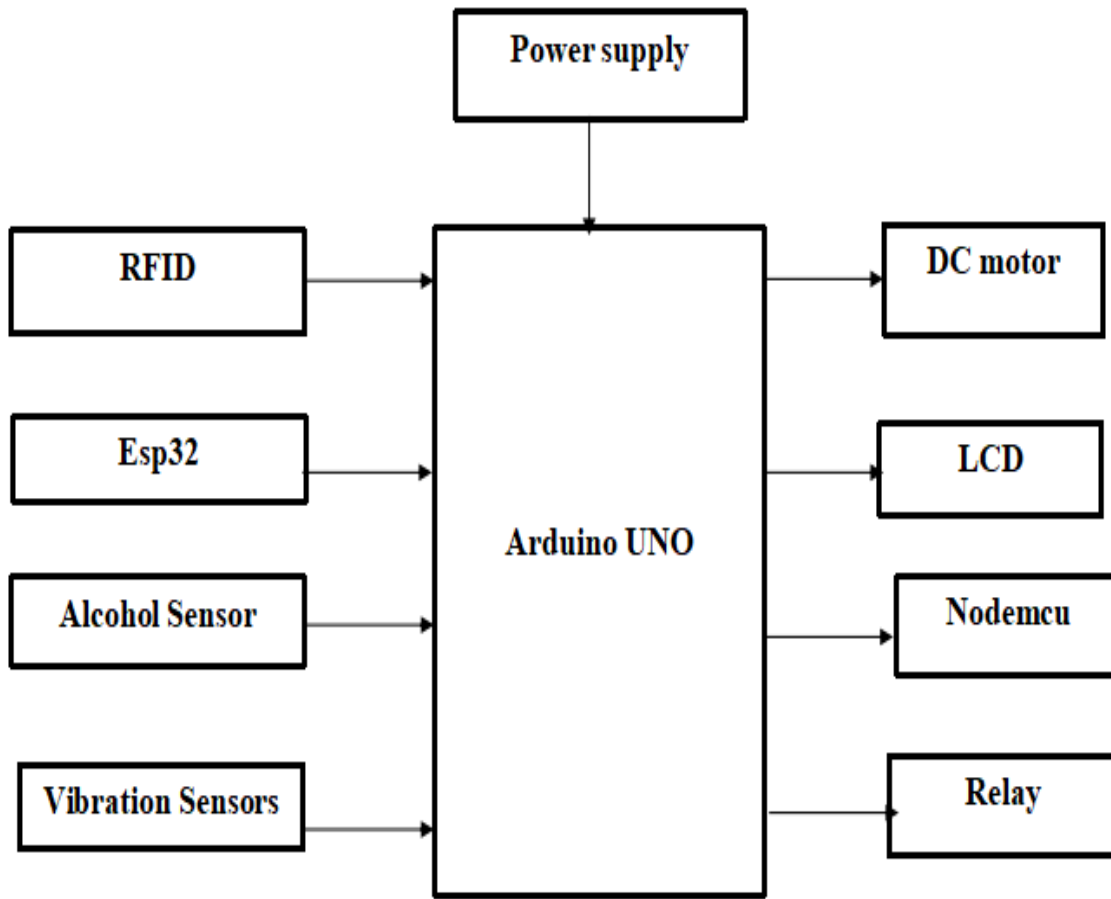 Power supply
RFID
DC motor
Esp32
LCD
Arduino UNO
Alcohol Sensor
Nodemcu
Vibration Sensors
Relay